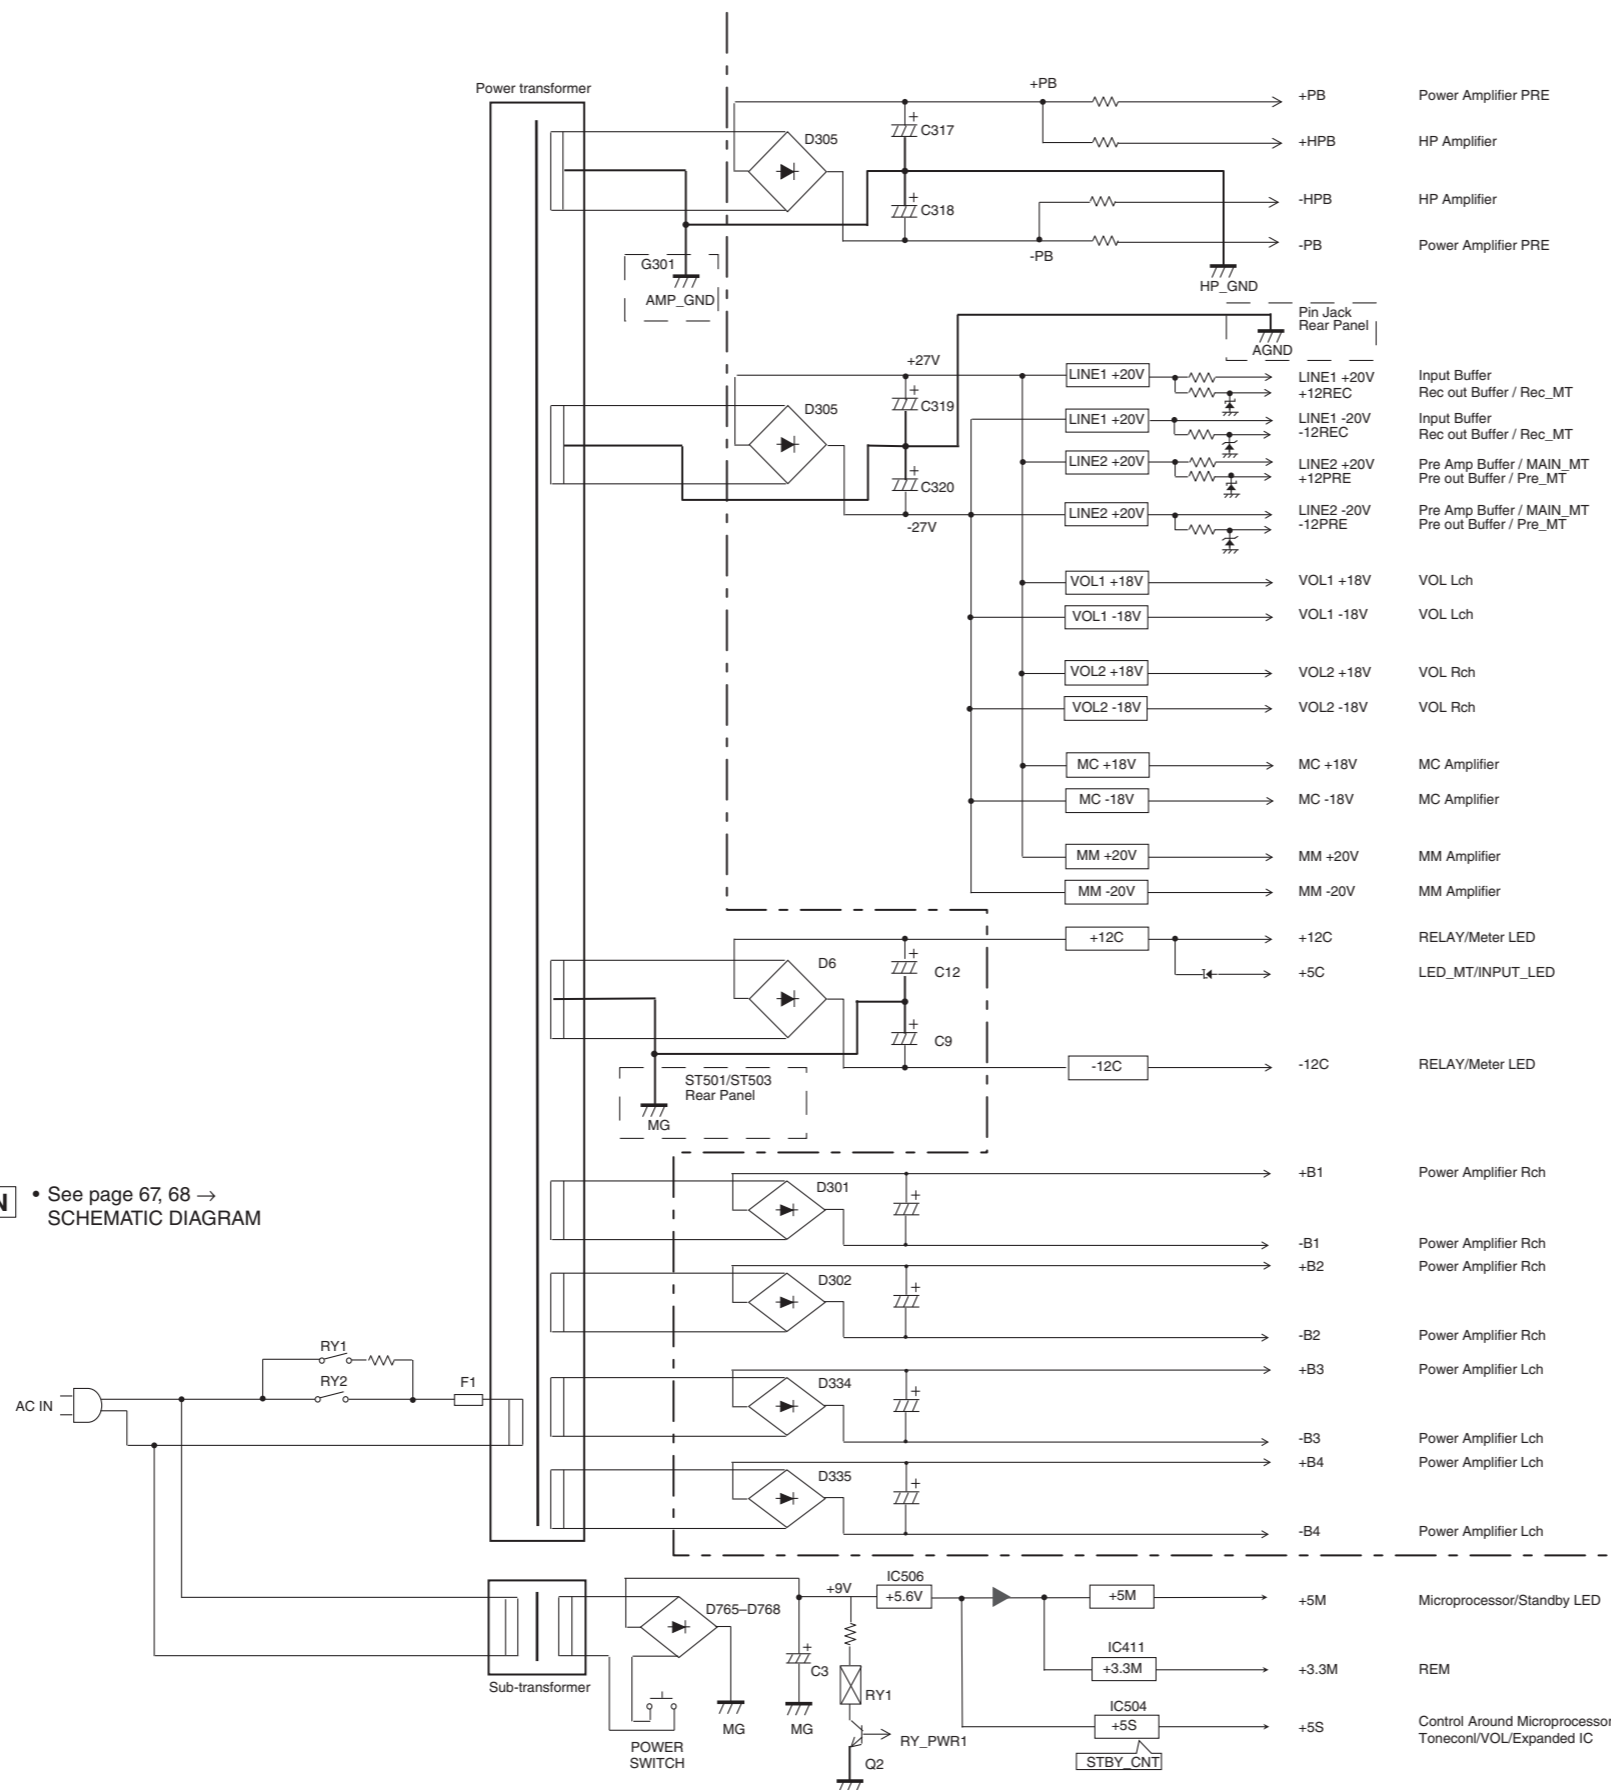 Power transformer
+PB
+PB Power Amplifier PRE
D305
C317
+HPB HP Amplifier
C318
-HPB HP Amplifier
-PB Power Amplifier PRE
-PB
G301
AMP_GND
HP_GND
Pin Jack
Rear Panel
AGND
+27V
LINE1 +20V
LINE1 +20V Input Buffer
+12REC Rec out Buffer / Rec_MT
D305
C319
LINE1 +20V
LINE1 -20V Input Buffer
-12REC Rec out Buffer / Rec_MT
LINE2 +20V
LINE2 +20V Pre Amp Buffer / MAIN_MT
+12PRE Pre out Buffer / Pre_MT
C320
LINE2 +20V
LINE2 -20V Pre Amp Buffer / MAIN_MT
-12PRE Pre out Buffer / Pre_MT
-27V
VOL1 +18V VOL1 +18V VOL Lch
VOL1 -18V VOL1 -18V VOL Lch
VOL2 +18V VOL2 +18V VOL Rch
VOL2 -18V VOL2 -18V VOL Rch
MC +18V MC +18V MC Amplifier
MC -18V MC -18V MC Amplifier
MM +20V MM +20V MM Amplifier
MM -20V MM -20V MM Amplifier
+12C +12C RELAY/Meter LED
D6
C12
+5C LED_MT/INPUT_LED
C9
-12C -12C RELAY/Meter LED
ST501/ST503
Rear Panel
MG
N
• See page 67, 68 →
SCHEMATIC DIAGRAM
+B1 Power Amplifier Rch
D301
-B1 Power Amplifier Rch
+B2 Power Amplifier Rch
D302
-B2 Power Amplifier Rch
RY1
+B3 Power Amplifier Lch
RY2
F1
D334
AC IN
-B3 Power Amplifier Lch
+B4 Power Amplifier Lch
D335
-B4 Power Amplifier Lch
IC506
+9V
+5.6V
+5M
+5M Microprocessor/Standby LED
D765–D768
IC411
C3
+3.3M
+3.3M REM
Sub-transformer
RY1
IC504
+5S
+5S Control Around Microprocessor
Toneconl/VOL/Expanded IC
MG
MG
RY_PWR1
POWER
SWITCH
Q2
STBY_CNT